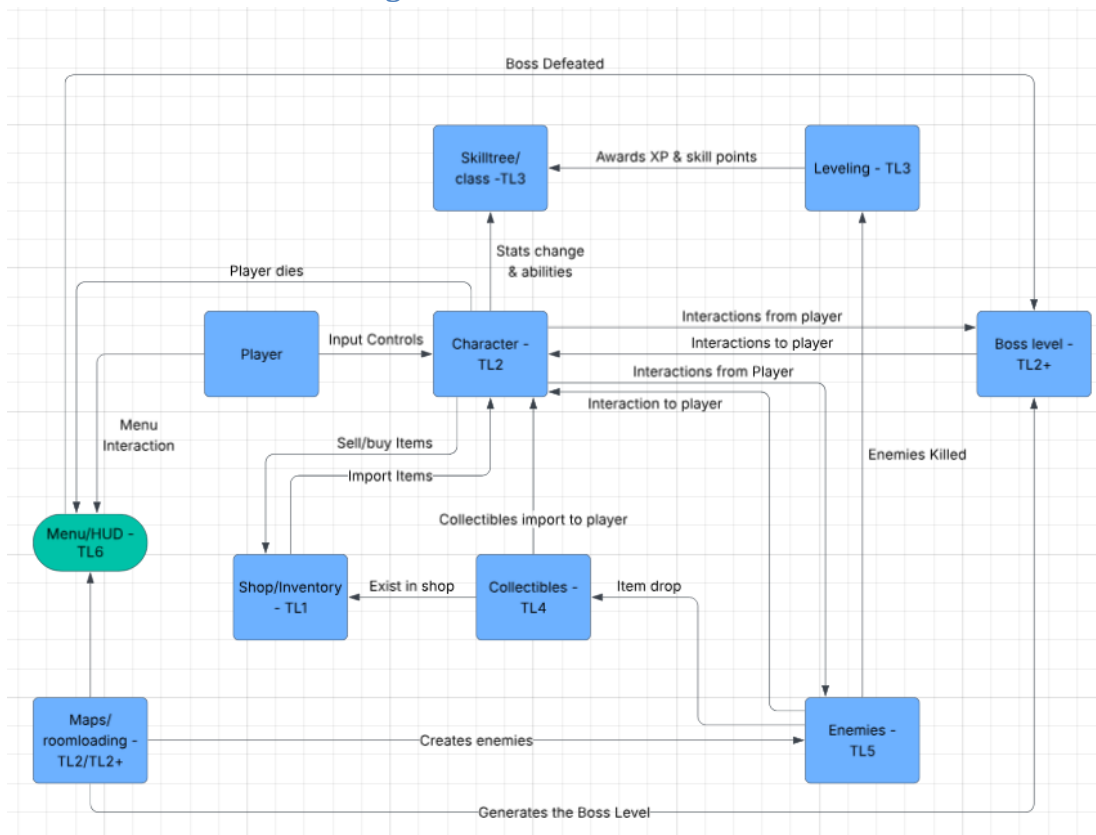 Boss Defeated
Skilltree/
class -TL3
Awards XP & skill points
Leveling - TL3
Stats change
& abilities
Player dies
Player
Input Controls
Character -
TL2
Interactions from player
Interactions to player
Boss level -
TL2+
Interactions from Player
Interaction to player
Menu
Interaction
Sell/buy Items
Import Items
Enemies Killed
Collectibles import to player
Menu/HUD -
TL6
Shop/Inventory
- TL1
Exist in shop
Collectibles -
TL4
Item drop
Maps/
roomloading -
TL2/TL2+
Creates enemies
Enemies -
TL5
Generates the Boss Level